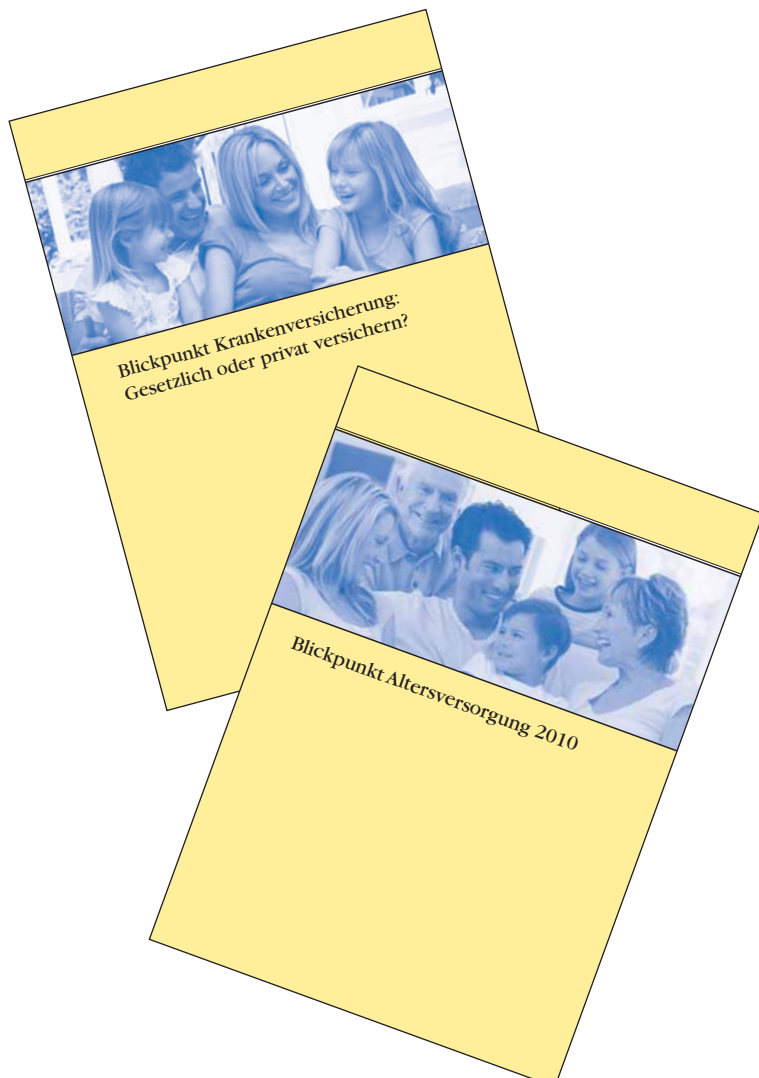 Blickpunkt Krankenversicherung:
Gesetzlich oder privat versichern?
Blickpunkt Altersversorgung 2010